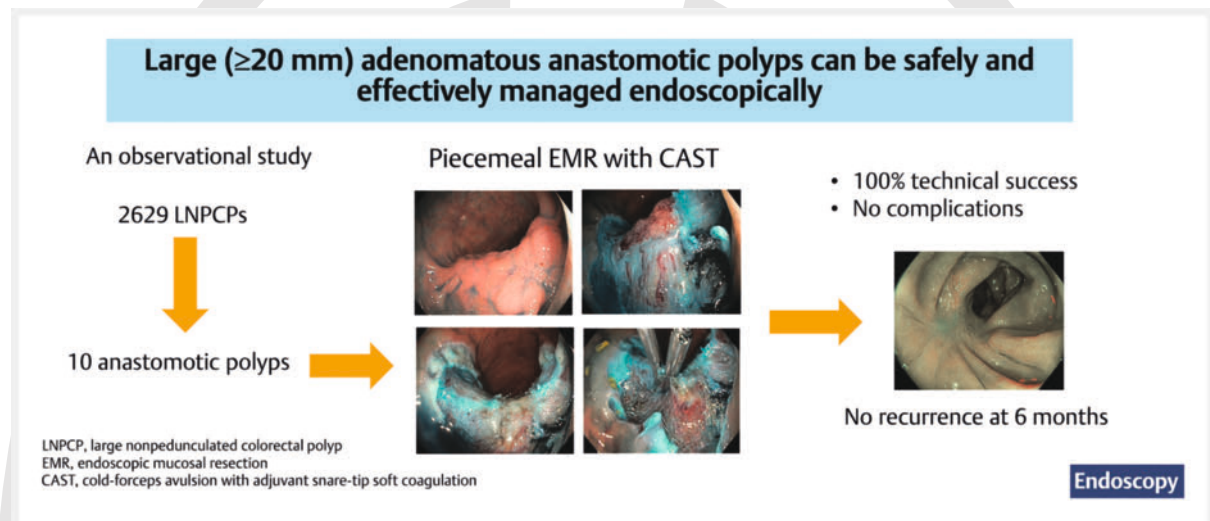 Large (≥20 mm) adenomatous anastomotic polyps can be safely and
effectively managed endoscopically
An observational study
2629 LNPCPs
10 anastomotic polyps
Piecemeal EMR with CAST
• 100% technical success
• No complications
No recurrence at 6 months
LNPCP, large nonpedunculated colorectal polyp
EMR, endoscopic mucosal resection
CAST, cold-forceps avulsion with adjuvant snare-tip soft coagulation
Endoscopy